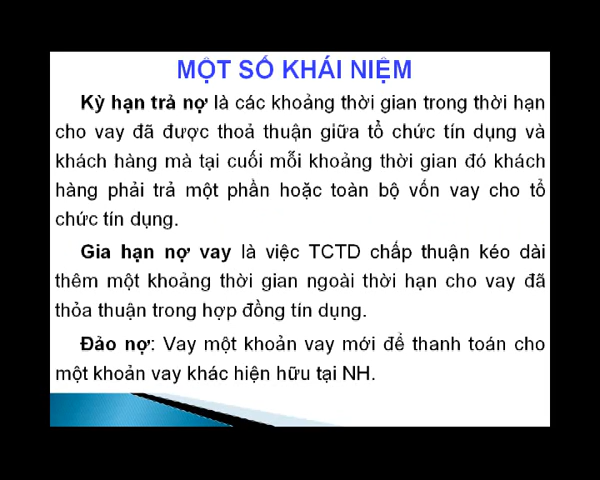 MỘT SỐ KHÁI NIỆM
Kỳ hạn trả nợ là các khoảng thời gian trong thời hạn
cho vay đã được thoả thuận giữa tổ chức tín dụng và
khách hàng mà tại cuối mỗi khoảng thời gian đó khách
hàng phải trả một phần hoặc toàn bộ vốn vay cho tổ
chức tín dụng.
Gia hạn nợ vay là việc TCTD chấp thuận kéo dài
thêm một khoảng thời gian ngoài thời hạn cho vay đã
thỏa thuận trong hợp đồng tín dụng.
Đảo nợ: Vay một khoản vay mới để thanh toán cho
một khoản vay khác hiện hữu tại NH.